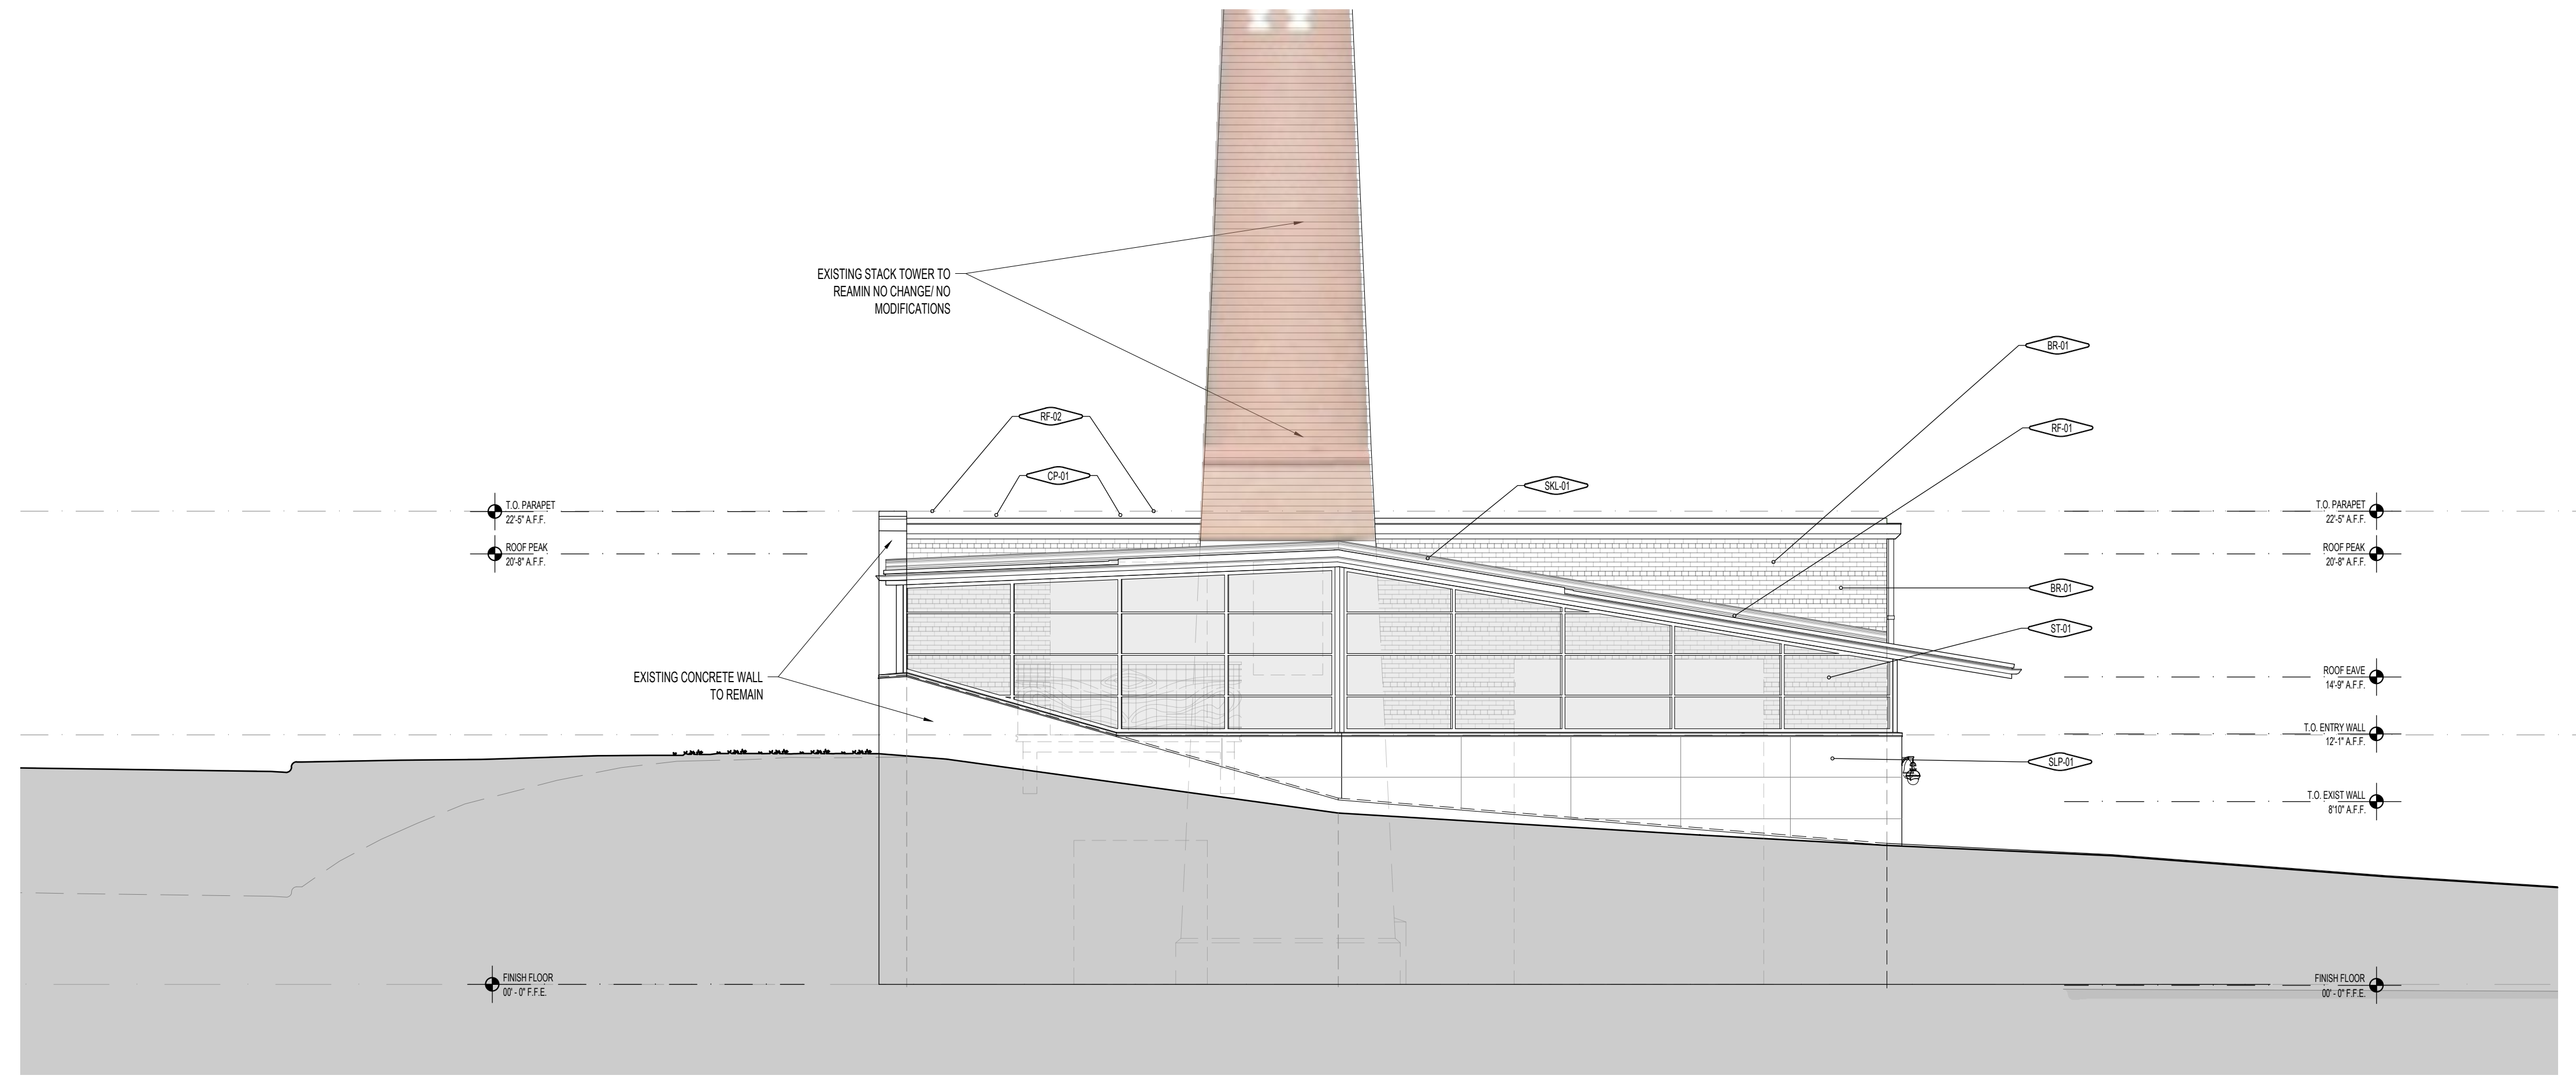 EXISTING STACK TOWER TO
REAMIN NO CHANGE/ NO
MODIFICATIONS
BR-01
RF-02
RF-01
CP-01
SKL-01
T.O. PARAPET
22'-5" A.F.F.
T.O. PARAPET
22'-5" A.F.F.
ROOF PEAK
20'-8" A.F.F.
ROOF PEAK
20'-8" A.F.F.
BR-01
ST-01
EXISTING CONCRETE WALL
TO REMAIN
ROOF EAVE
14'-9" A.F.F.
T.O. ENTRY WALL
12'-1" A.F.F.
SLP-01
T.O. EXIST WALL
8'10" A.F.F.
FINISH FLOOR
00' - 0" F.F.E.
FINISH FLOOR
00' - 0" F.F.E.